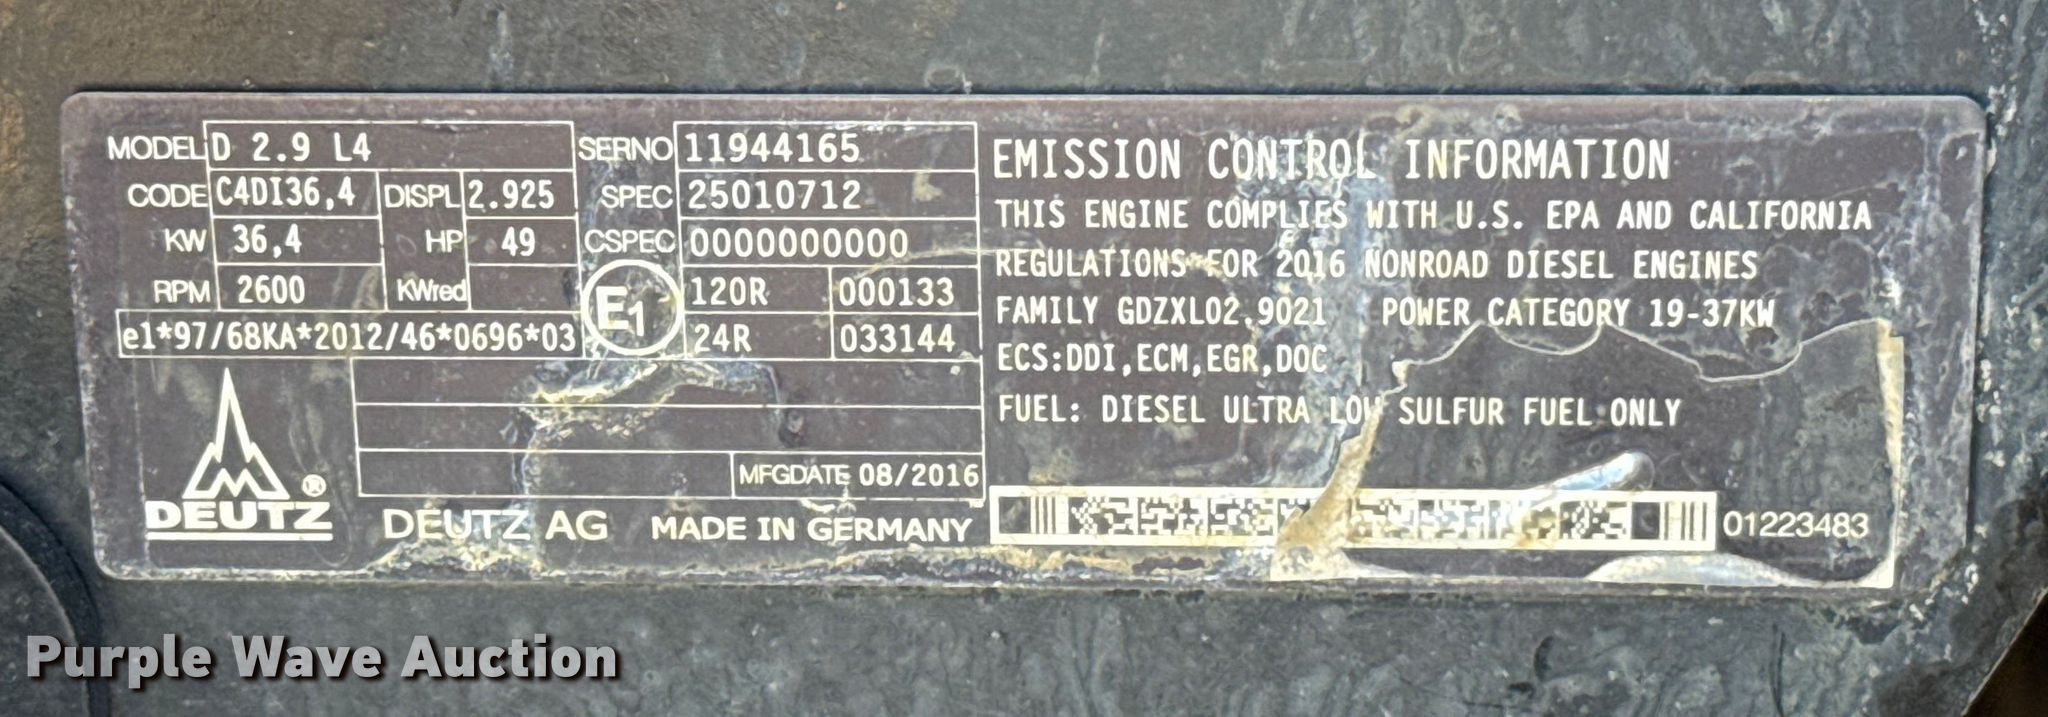 MODEL D 2.9 L4 SERNO 11944165
CODE C4DI36,4 DISPL 2.925 SPEC 25010712
KW 36,4 HP 49 CSPEC 0000000000
RPM 2600 KWred E1 120R 000133
e1*97/68KA*2012/46*0696*03 24R 033144
MFGDATE 08/2016
DEUTZ ®
DEUTZ AG MADE IN GERMANY
EMISSION CONTROL INFORMATION
THIS ENGINE COMPLIES WITH U.S. EPA AND CALIFORNIA
REGULATIONS FOR 2016 NONROAD DIESEL ENGINES
FAMILY GDZXL02.9021 POWER CATEGORY 19-37KW
ECS:DDI,ECM,EGR,DOC
FUEL: DIESEL ULTRA LOW SULFUR FUEL ONLY
01223483
Purple Wave Auction